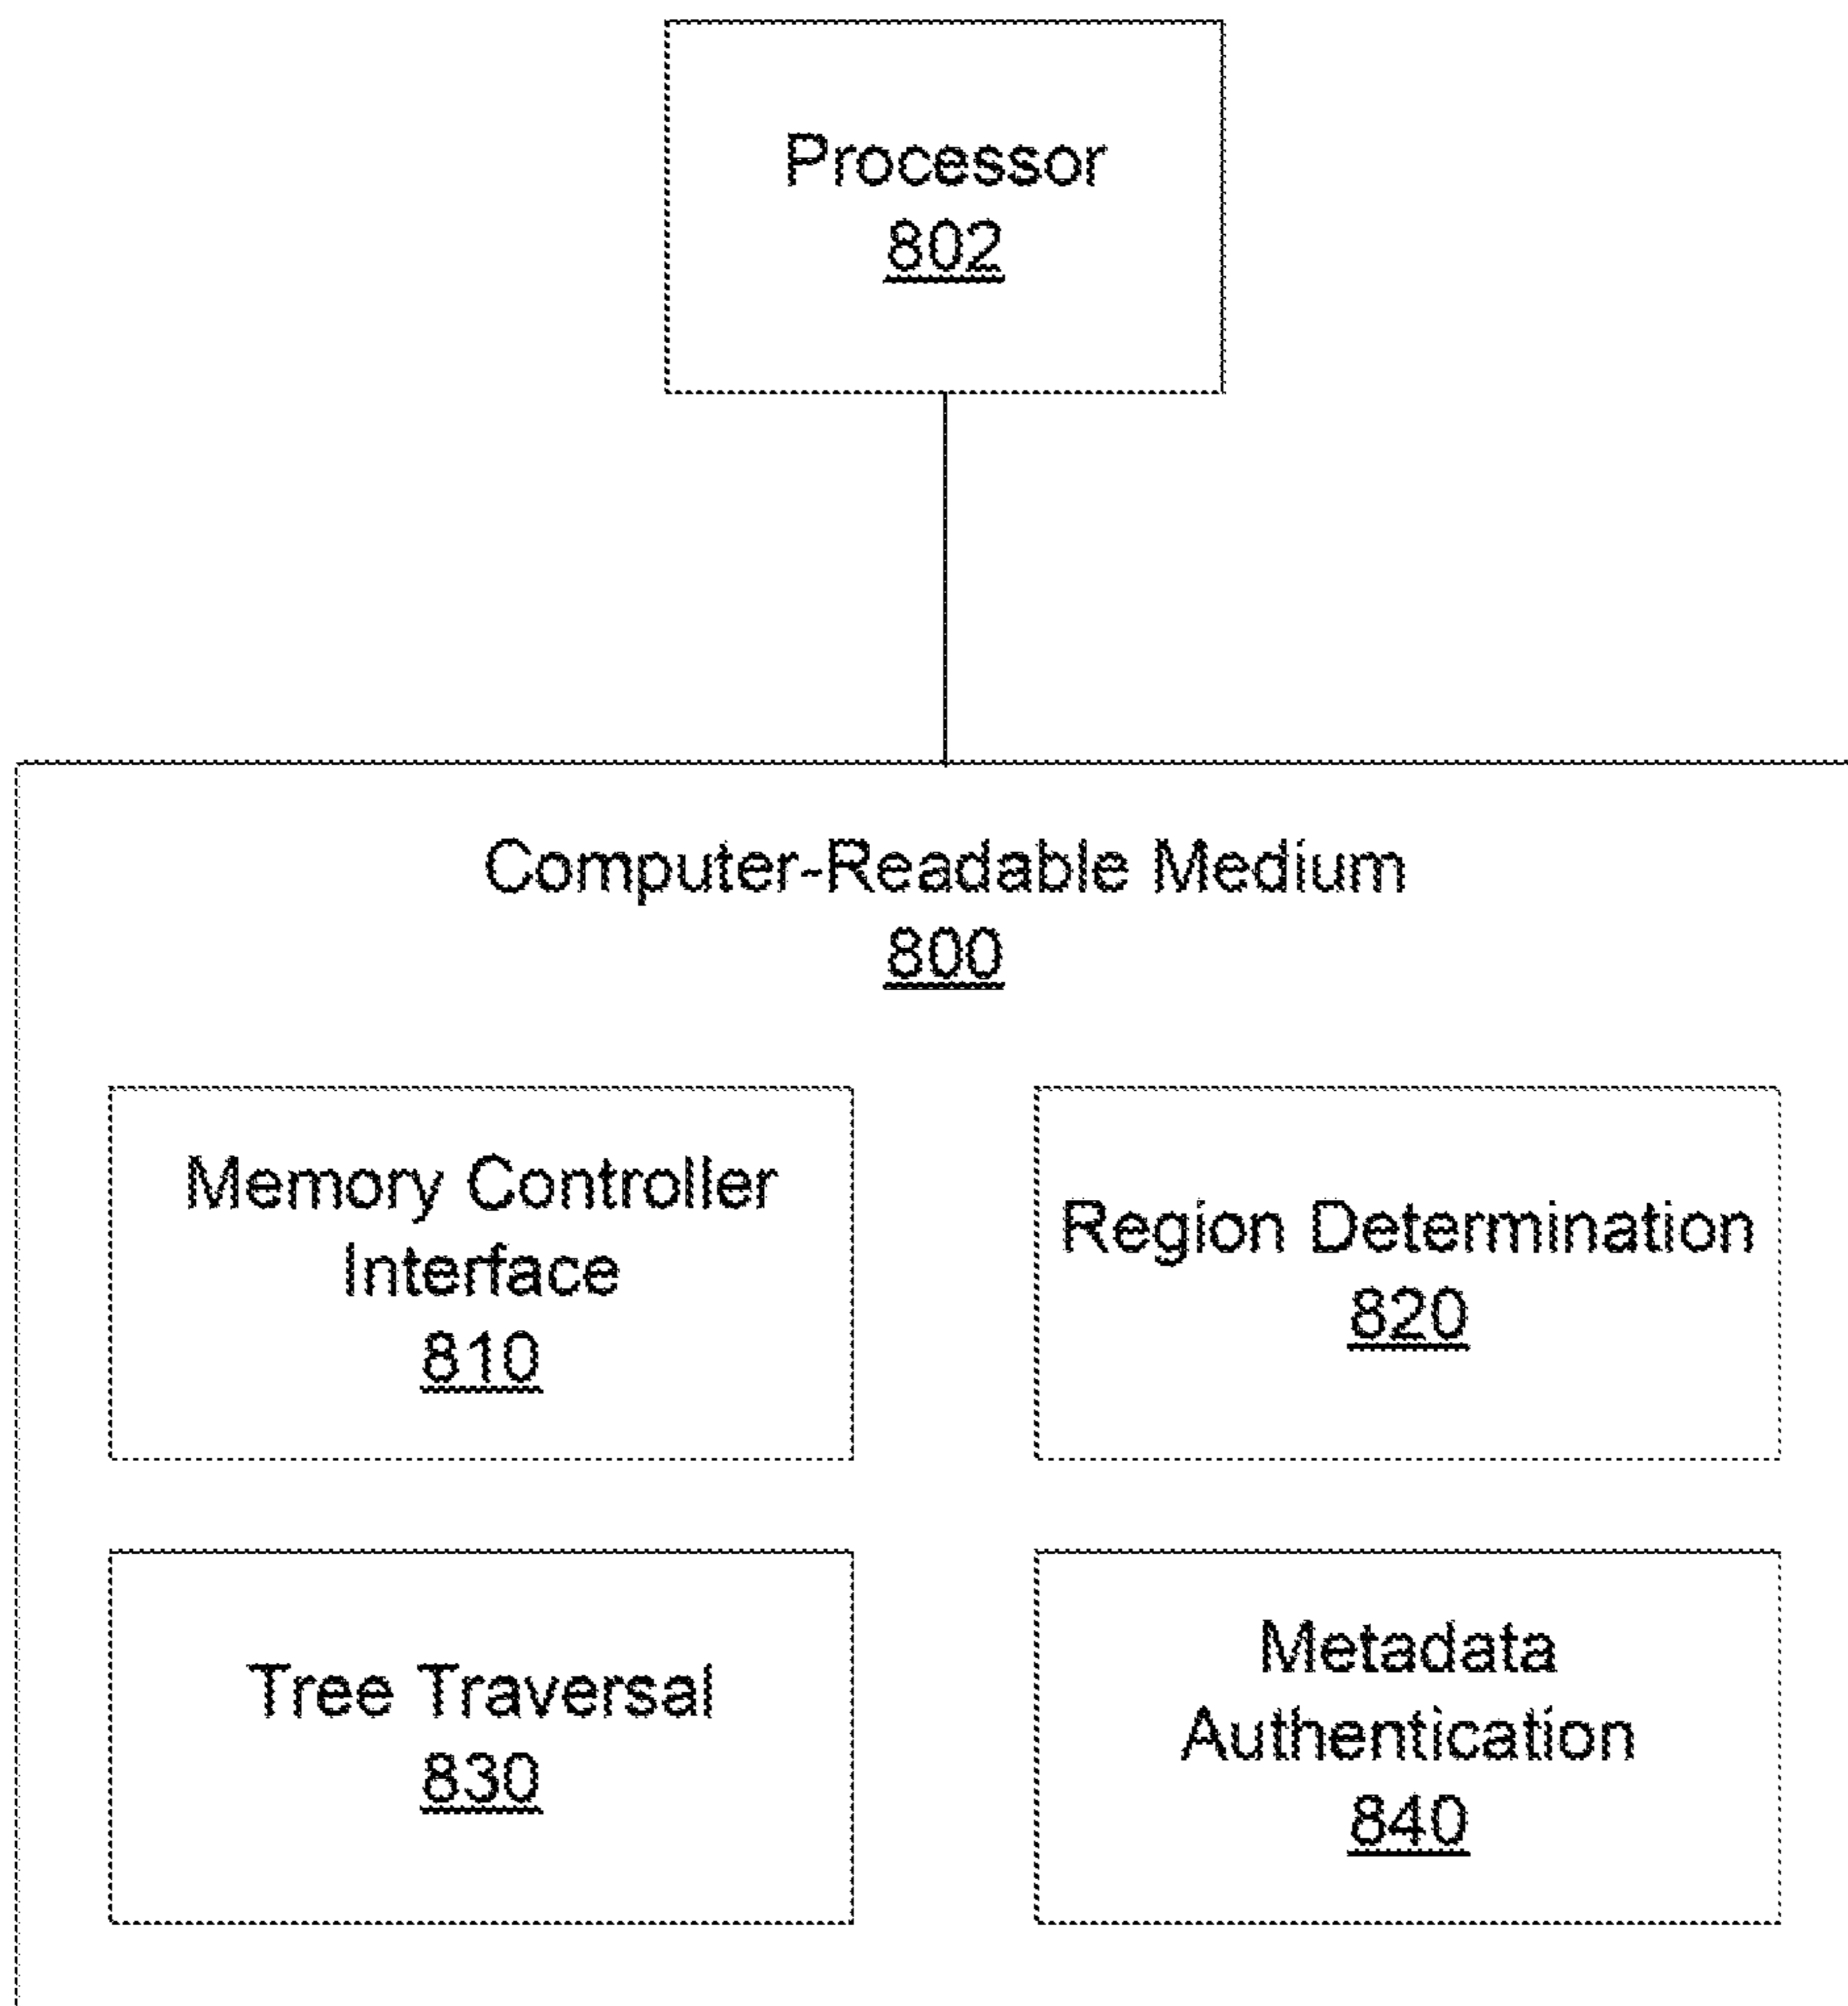 Processor
802
Computer-Readable Medium
800
Memory Controller
Interface
810
Region Determination
820
Tree Traversal
830
Metadata
Authentication
840